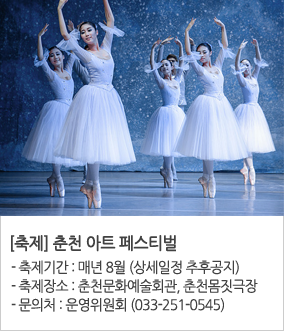 [축제] 춘천 아트 페스티벌
- 축제기간 : 매년 8월 (상세일정 추후공지)
- 축제장소 : 춘천문화예술회관, 춘천몸짓극장
- 문의처 : 운영위원회 (033-251-0545)